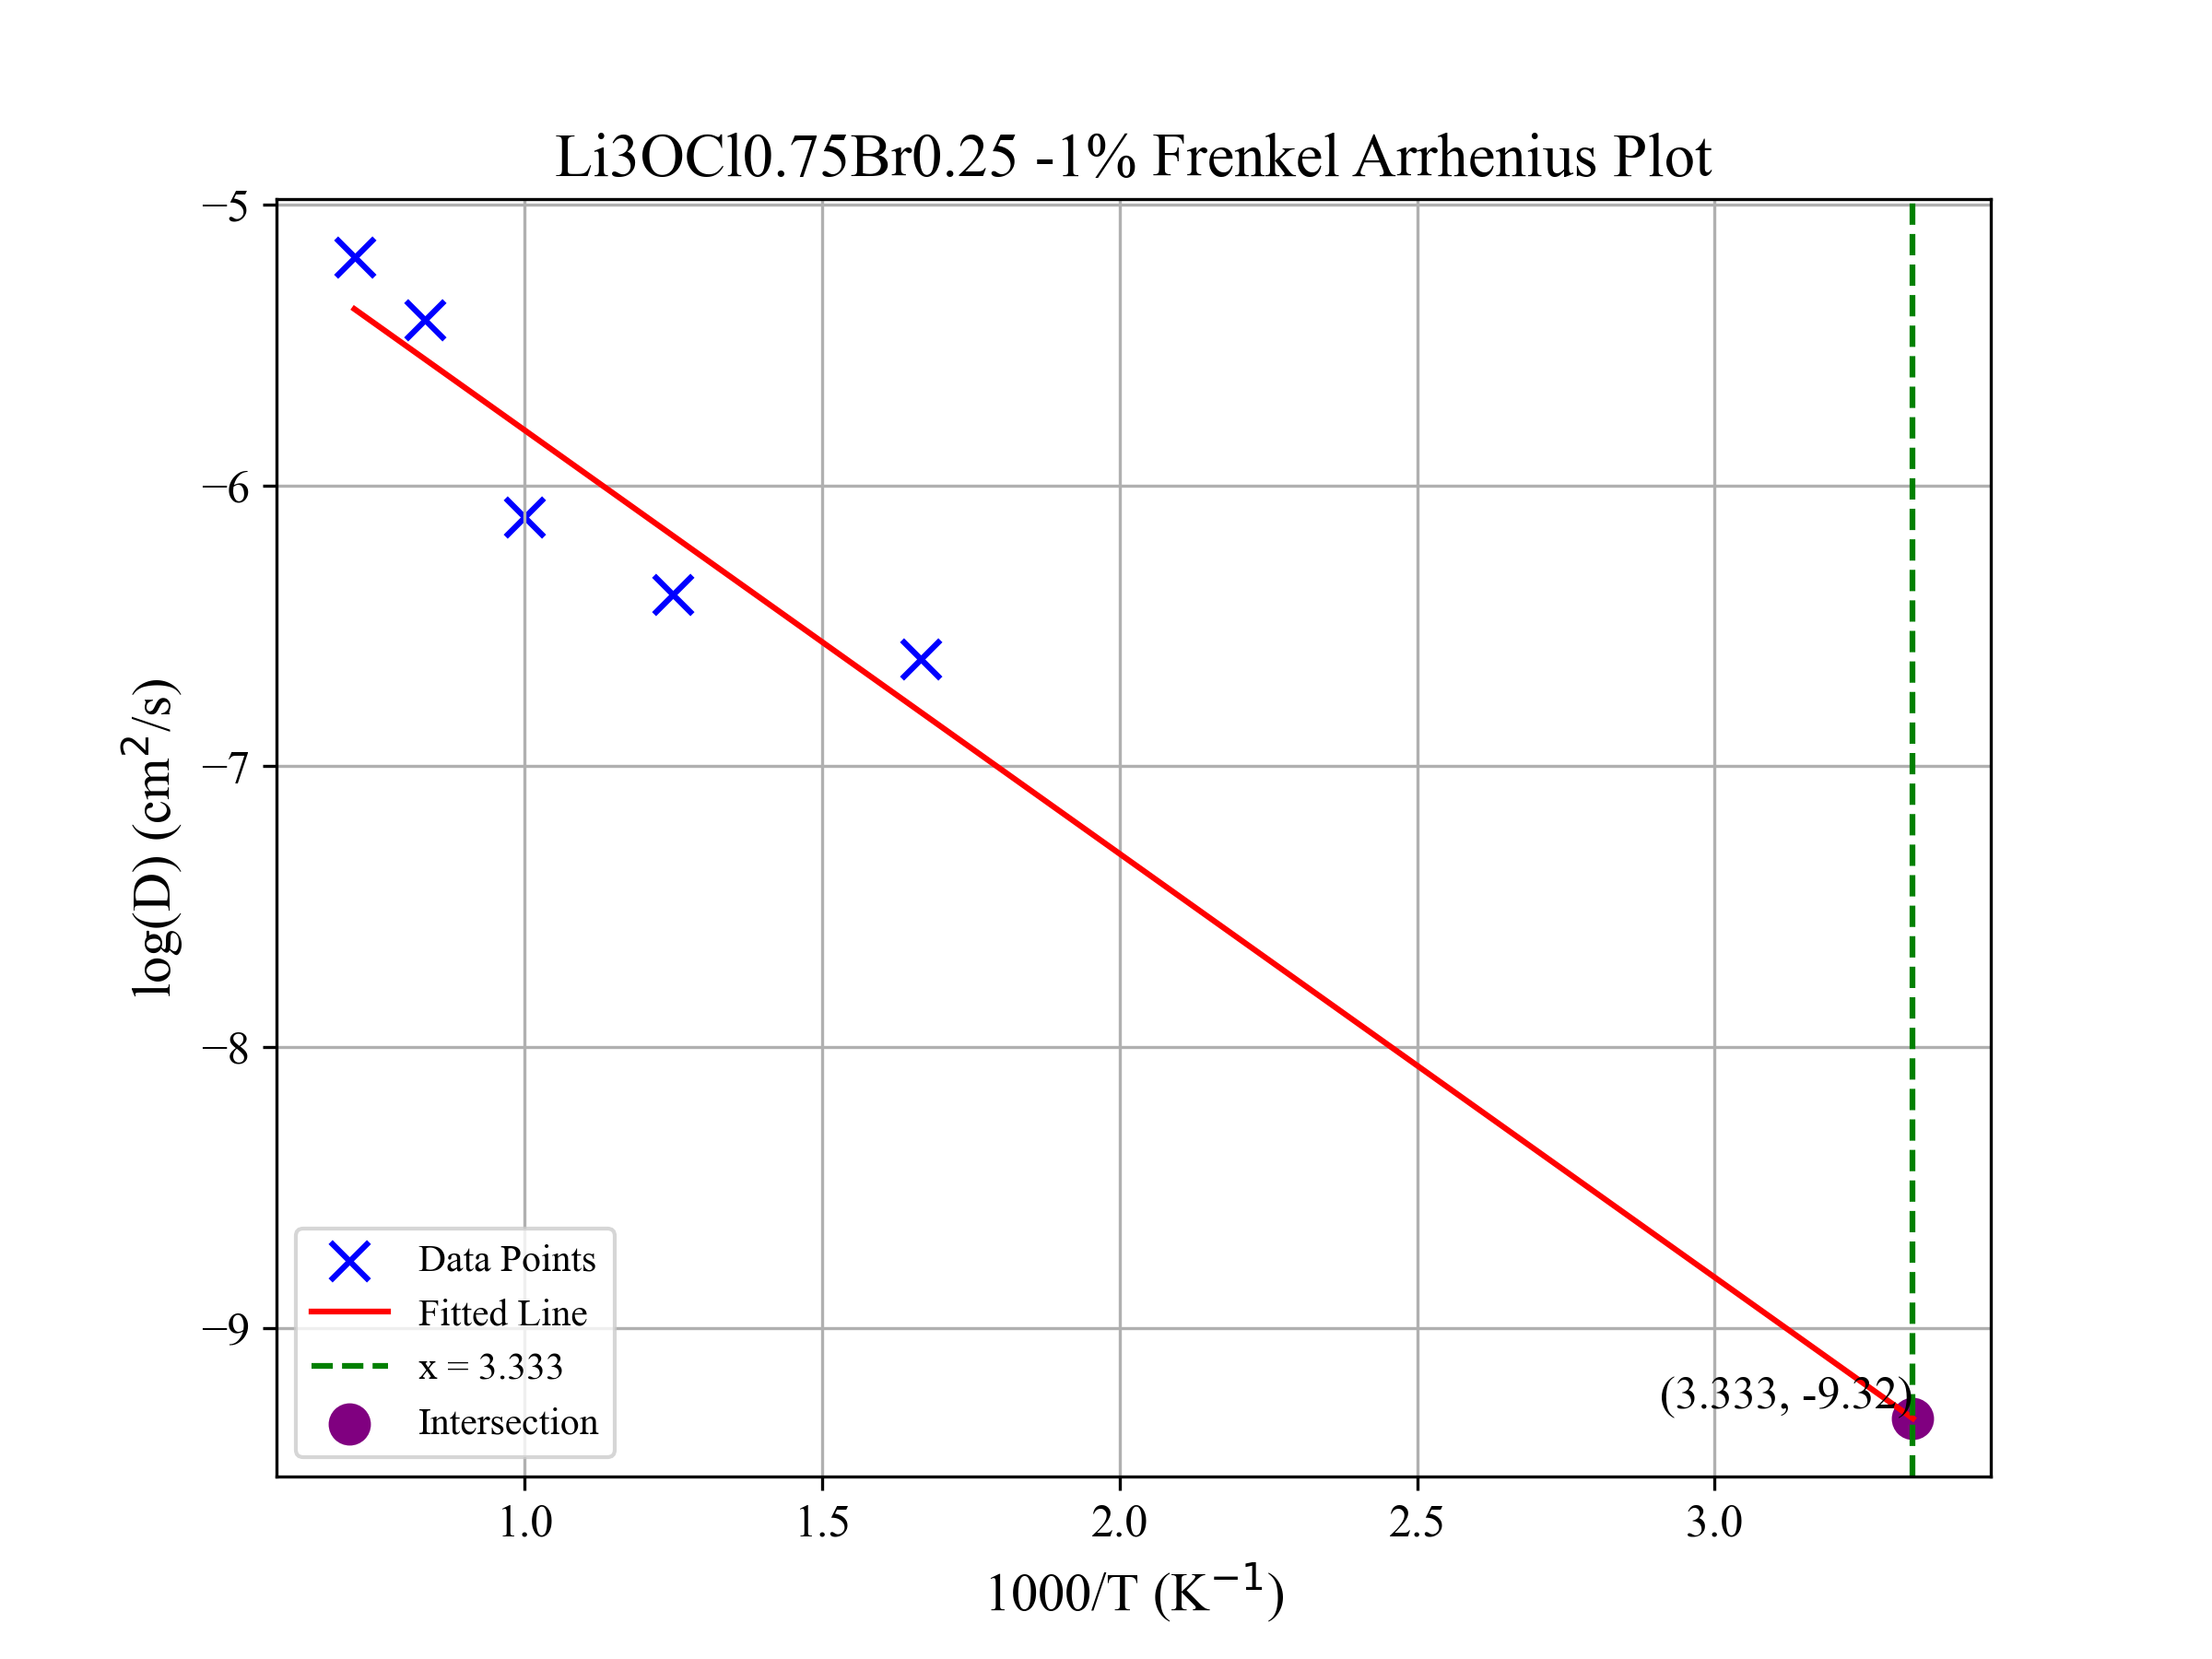 Li3OCl0.75Br0.25 -1% Frenkel Arrhenius Plot
log(D) (cm²/s)
−5
−6
−7
−8
−9
(3.333, -9.32)
Data Points
Fitted Line
x = 3.333
Intersection
1.0 1.5 2.0 2.5 3.0
1000/T (K⁻¹)